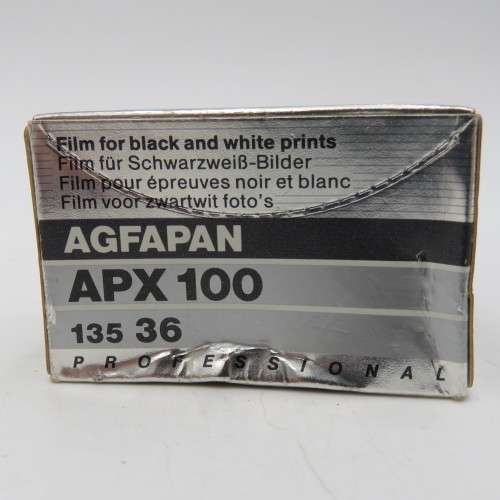 Film for black and white prints
Film für Schwarzweiß-Bilder
Film pour épreuves noir et blanc
Film voor zwartwit foto's
AGFAPAN
APX 100
135 36
PROFESSIONAL